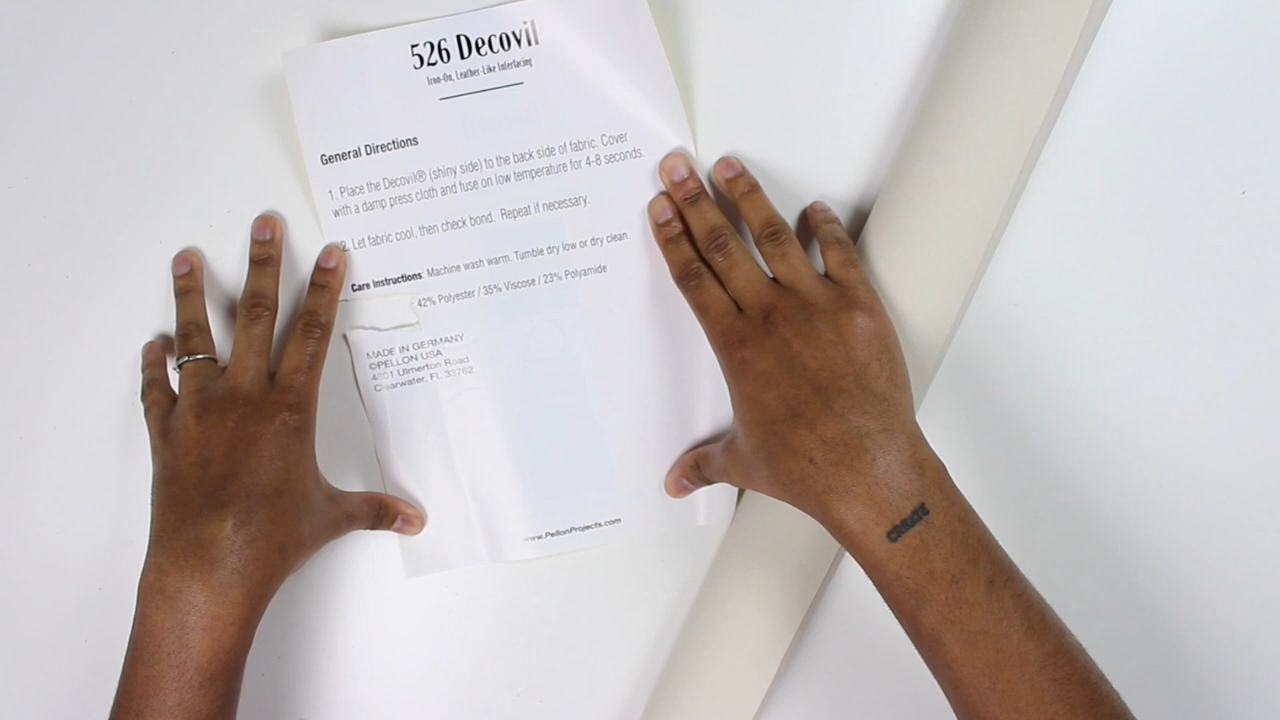 526 Decovil
Iron-On, Leather-Like Interfacing
General Directions
1. Place the Decovil® (shiny side) to the back side of fabric. Cover
with a damp press cloth and fuse on low temperature for 4-8 seconds.
2. Let fabric cool, then check bond. Repeat if necessary.
Care Instructions: Machine wash warm. Tumble dry low or dry clean.
42% Polyester / 35% Viscose / 23% Polyamide
MADE IN GERMANY
©PELLON USA
4801 Ulmerton Road
Clearwater, FL 33762
www.PellonProjects.com
CREATE